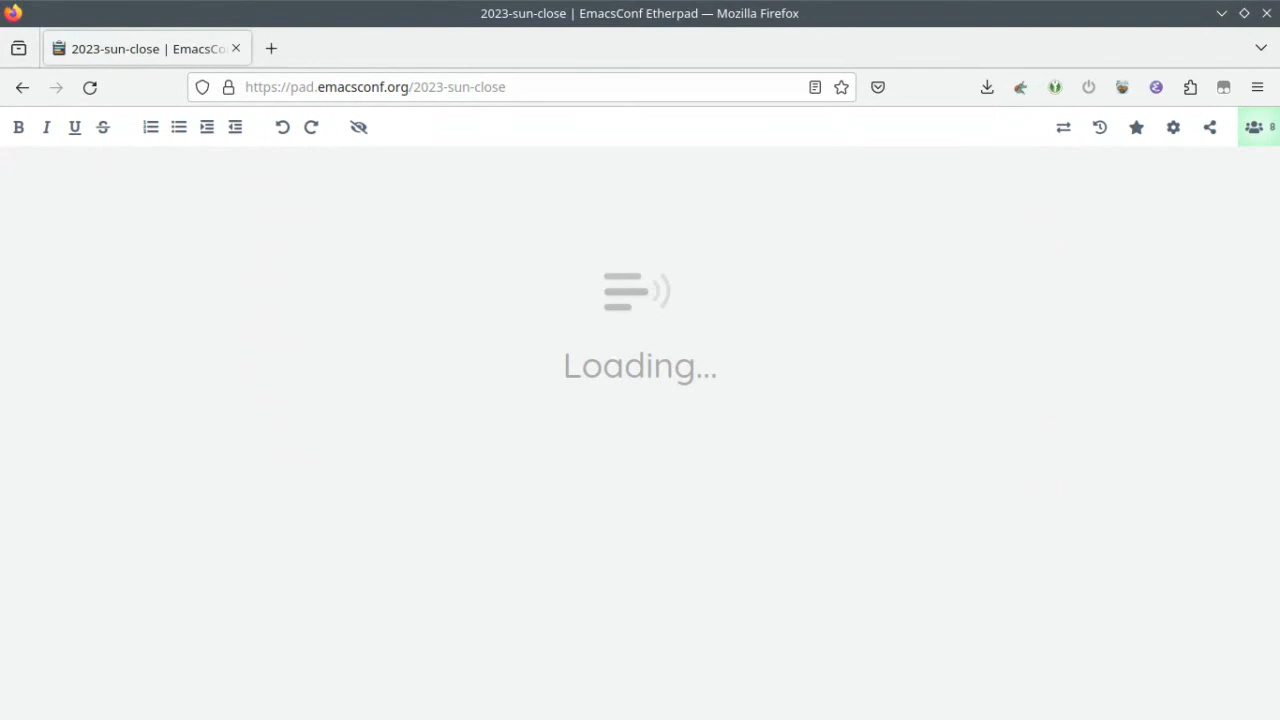 2023-sun-close | EmacsConf Etherpad — Mozilla Firefox
2023-sun-close | EmacsCo
https://pad.emacsconf.org/2023-sun-close
B I U S
8
Loading...